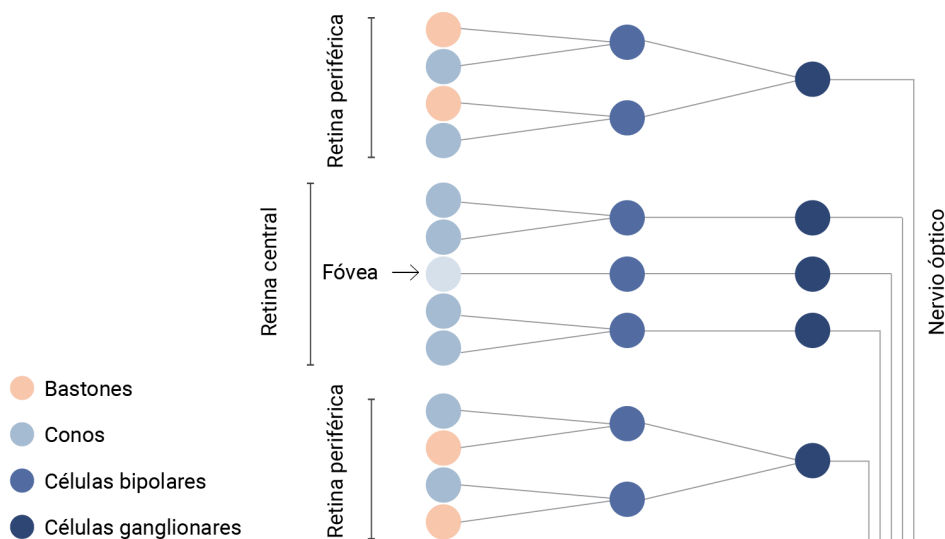 Retina periférica
Retina central
Fóvea
Nervio óptico
Retina periférica
Bastones
Conos
Células bipolares
Células ganglionares